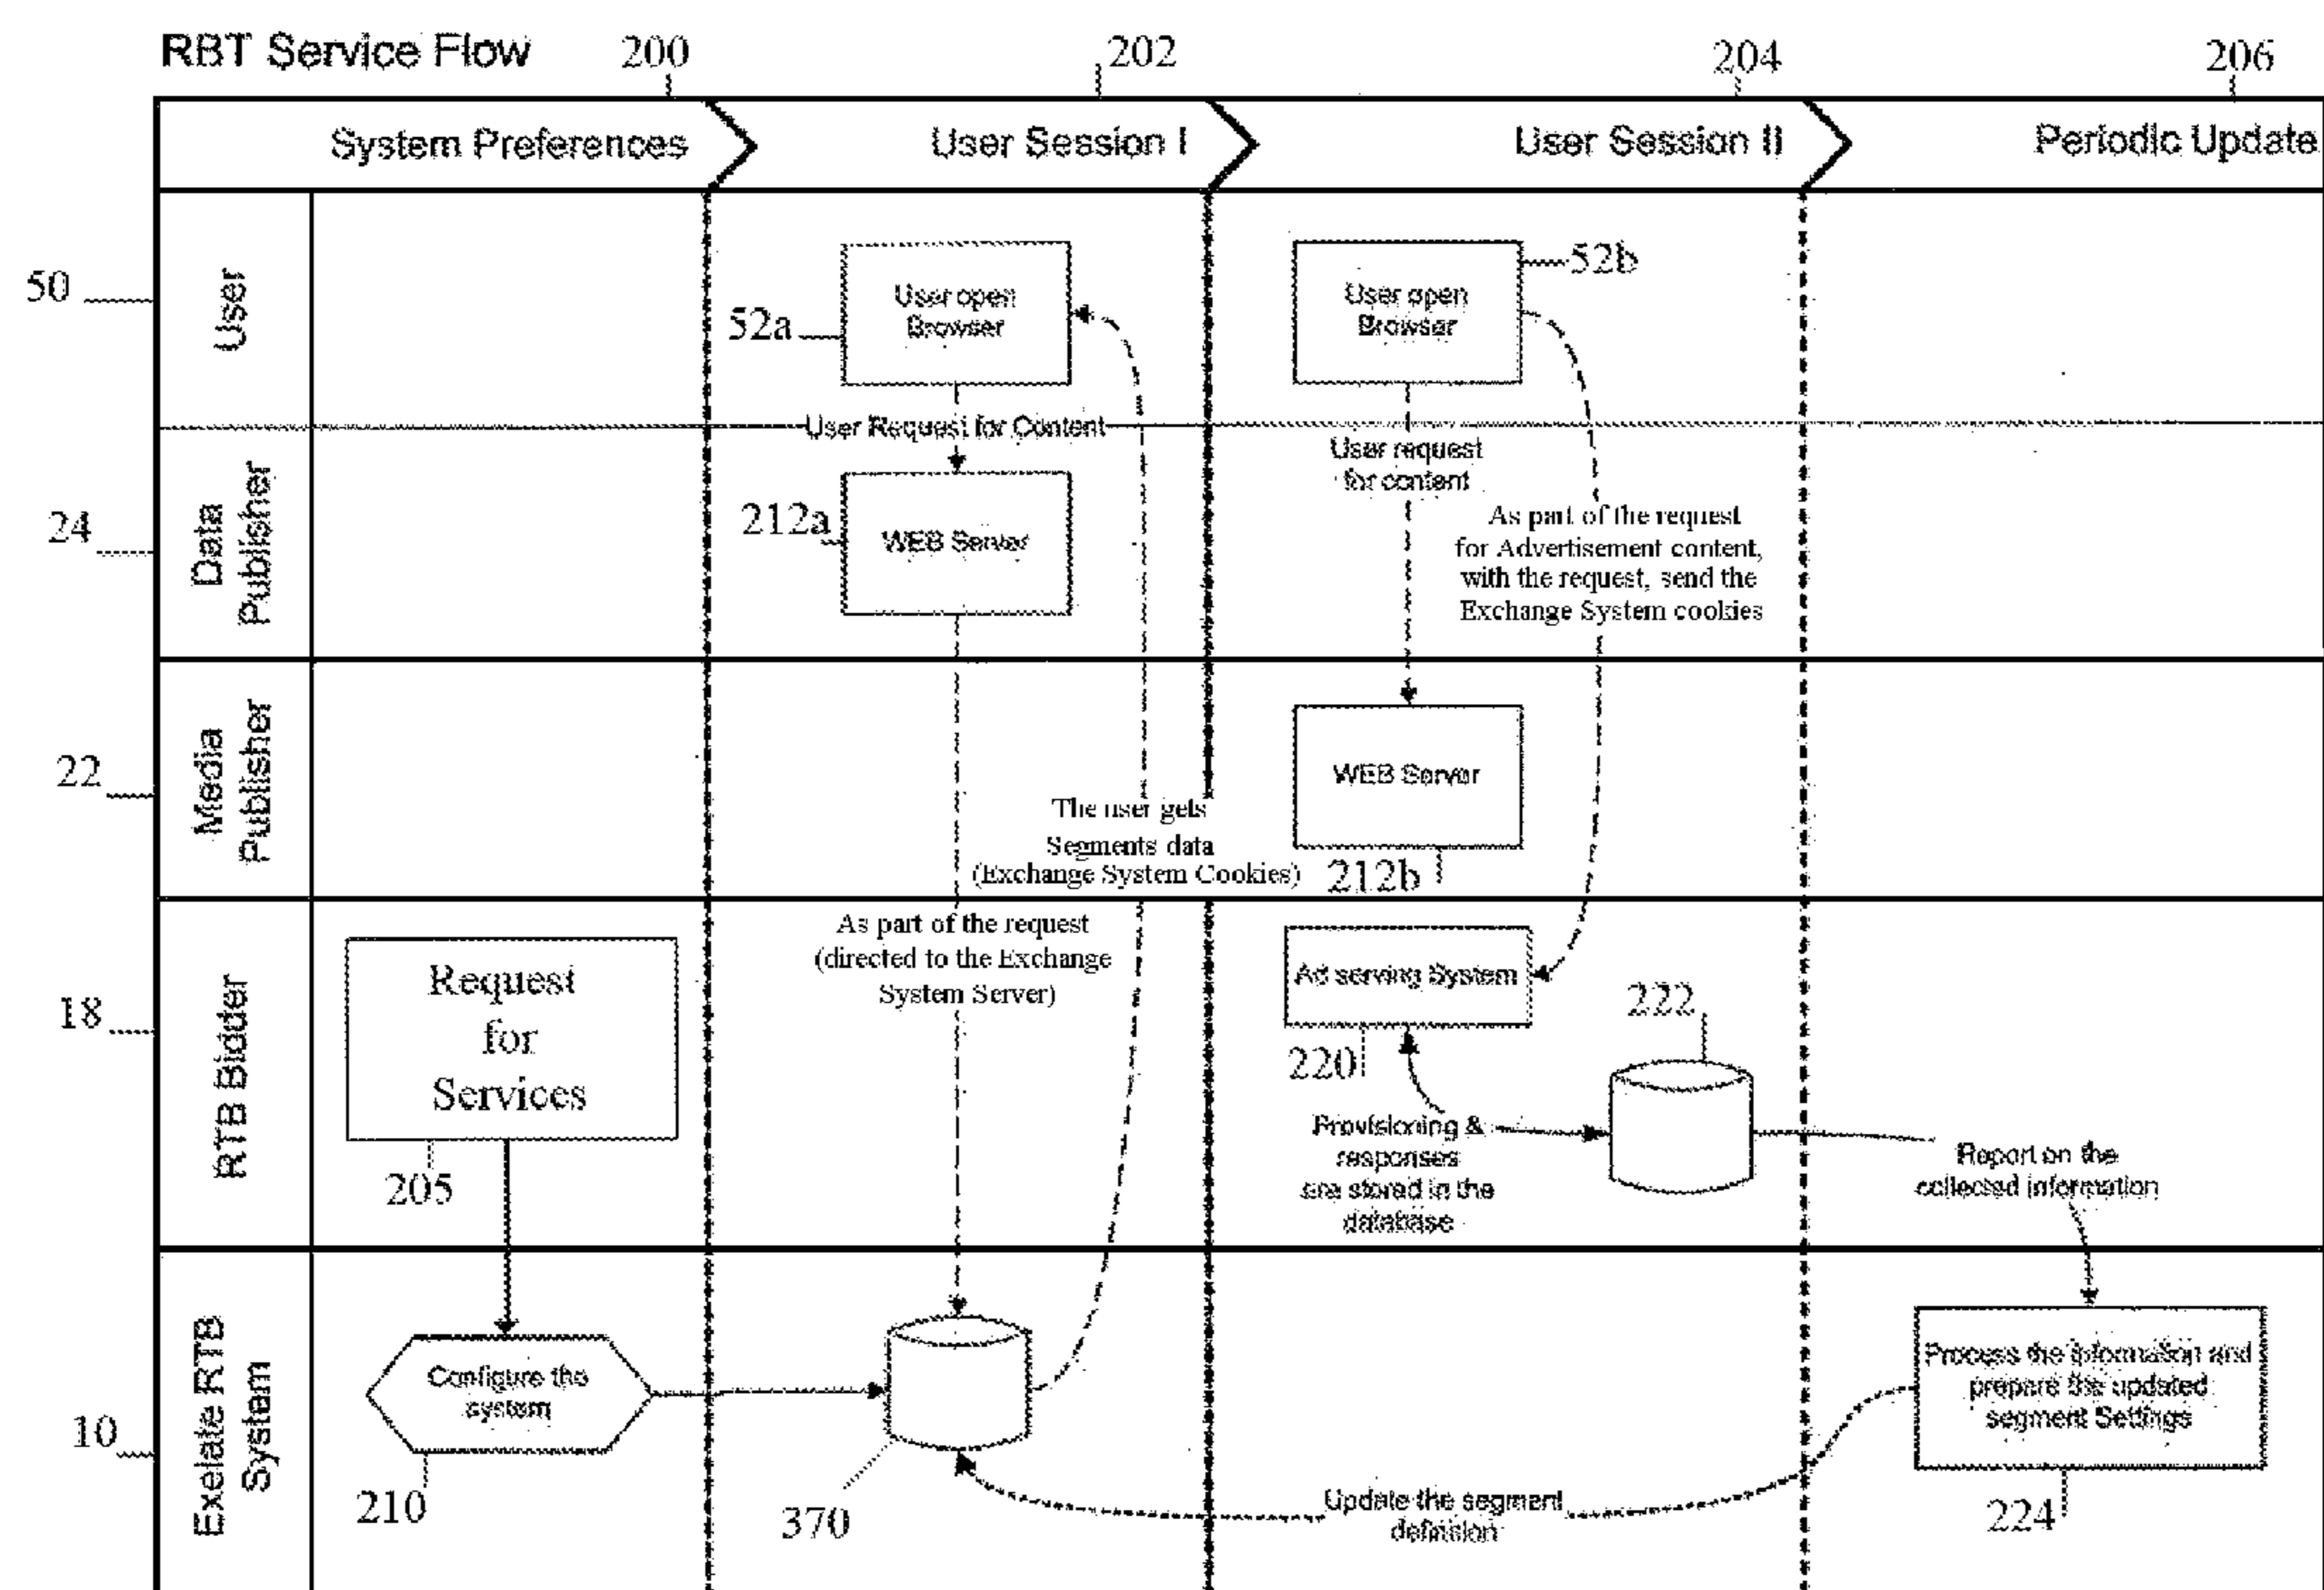 RBT Service Flow
200
202
204
206
System Preferences
User Session I
User Session II
Periodic Update
50
User
52a
User open
Browser
User open
Browser
52b
User Request for Content
User request
for content
24
Data
Publisher
212a
WEB Server
As part of the request
for Advertisement content,
with the request, send the
Exchange System cookies
22
Media
Publisher
WEB Server
212b
The user gets
Segments data
(Exchange System Cookies)
18
RTB Bidder
Request
for
Services
205
As part of the request
(directed to the Exchange
System Server)
Ad serving System
220
222
Provisioning &
responses
are stored in the
database
Report on the
collected information
10
Exelate RTB
System
Configure the
system
210
370
Process the information and
prepare the updated
segment Settings
224
Update the segment
definition